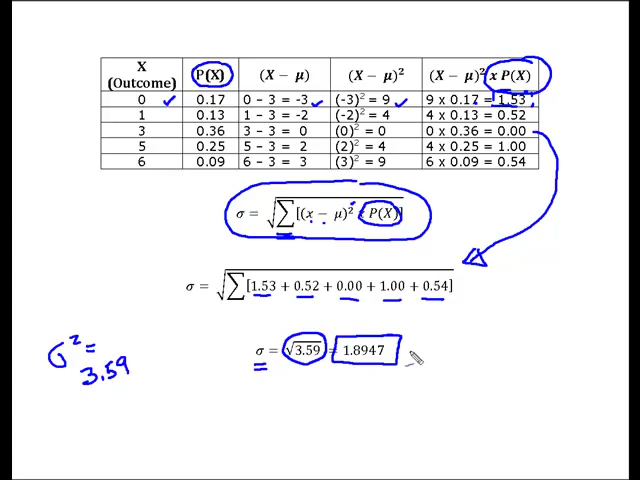 X (Outcome) P(X) (X − μ) (X − μ)² (X − μ)² x P(X)
0 0.17 0 – 3 = -3 (-3)² = 9 9 x 0.17 = 1.53
1 0.13 1 – 3 = -2 (-2)² = 4 4 x 0.13 = 0.52
3 0.36 3 – 3 = 0 (0)² = 0 0 x 0.36 = 0.00
5 0.25 5 – 3 = 2 (2)² = 4 4 x 0.25 = 1.00
6 0.09 6 – 3 = 3 (3)² = 9 6 x 0.09 = 0.54
σ = √∑[(x − μ)² x P(X)]
σ = √∑[1.53 + 0.52 + 0.00 + 1.00 + 0.54]
σ = √3.59 = 1.8947
σ² =
3.59